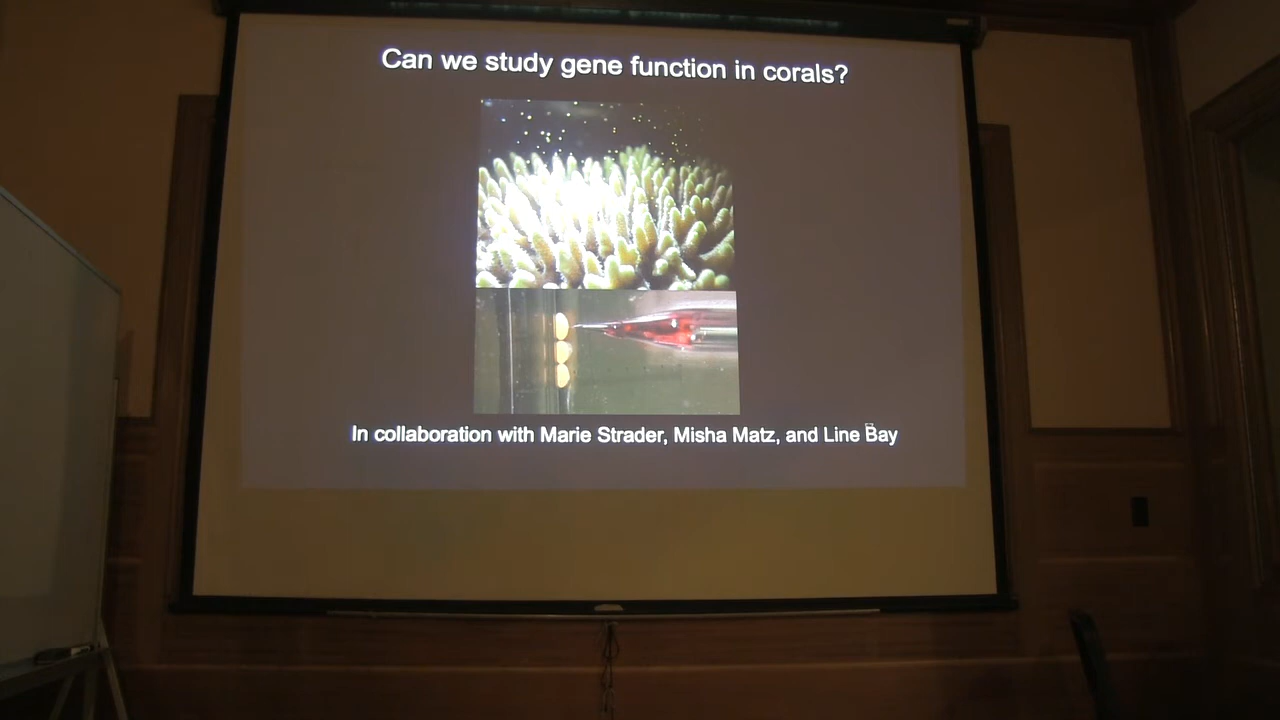 Can we study gene function in corals?
In collaboration with Marie Strader, Misha Matz, and Line Bay